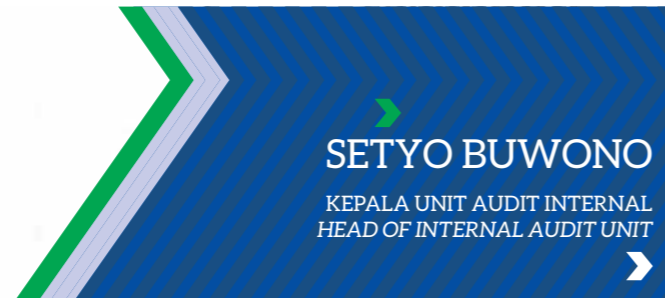 SETYO BUWONO
KEPALA UNIT AUDIT INTERNAL
HEAD OF INTERNAL AUDIT UNIT